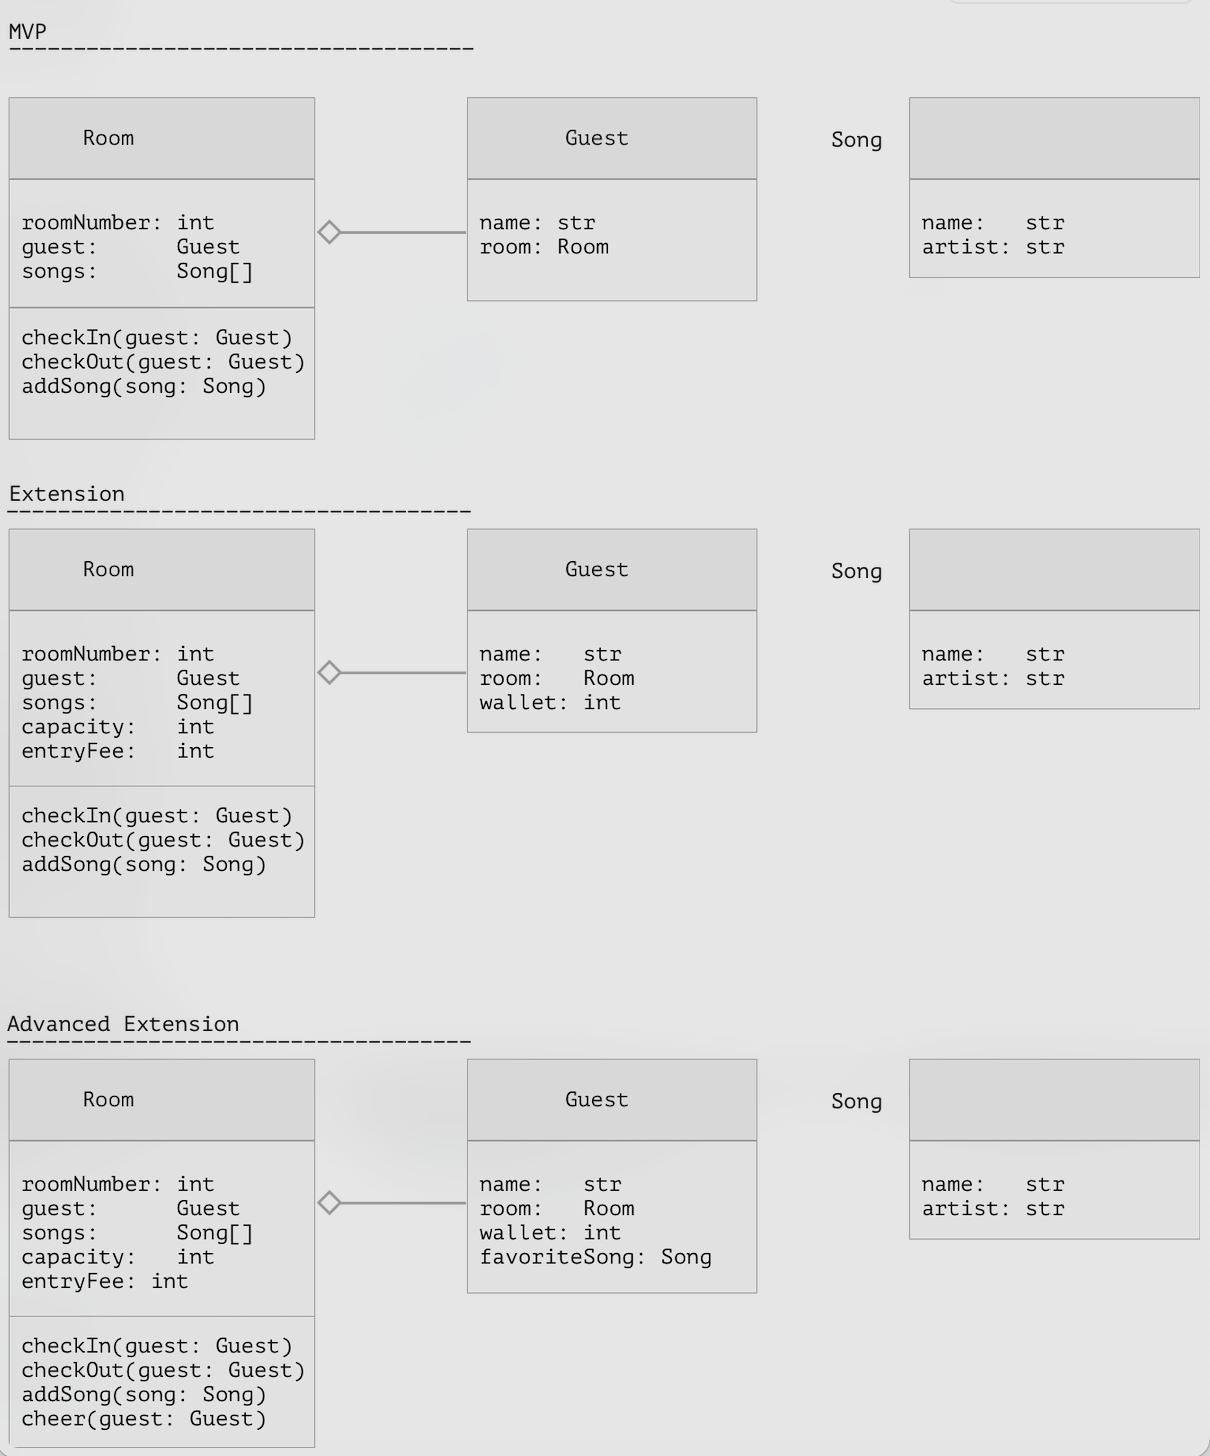 MVP
------------------------------------
Room
Guest
Song
roomNumber: int
guest: Guest
songs: Song[]
name: str
room: Room
name: str
artist: str
checkIn(guest: Guest)
checkOut(guest: Guest)
addSong(song: Song)
Extension
------------------------------------
Room
Guest
Song
roomNumber: int
guest: Guest
songs: Song[]
capacity: int
entryFee: int
name: str
room: Room
wallet: int
name: str
artist: str
checkIn(guest: Guest)
checkOut(guest: Guest)
addSong(song: Song)
Advanced Extension
------------------------------------
Room
Guest
Song
roomNumber: int
guest: Guest
songs: Song[]
capacity: int
entryFee: int
name: str
room: Room
wallet: int
favoriteSong: Song
name: str
artist: str
checkIn(guest: Guest)
checkOut(guest: Guest)
addSong(song: Song)
cheer(guest: Guest)